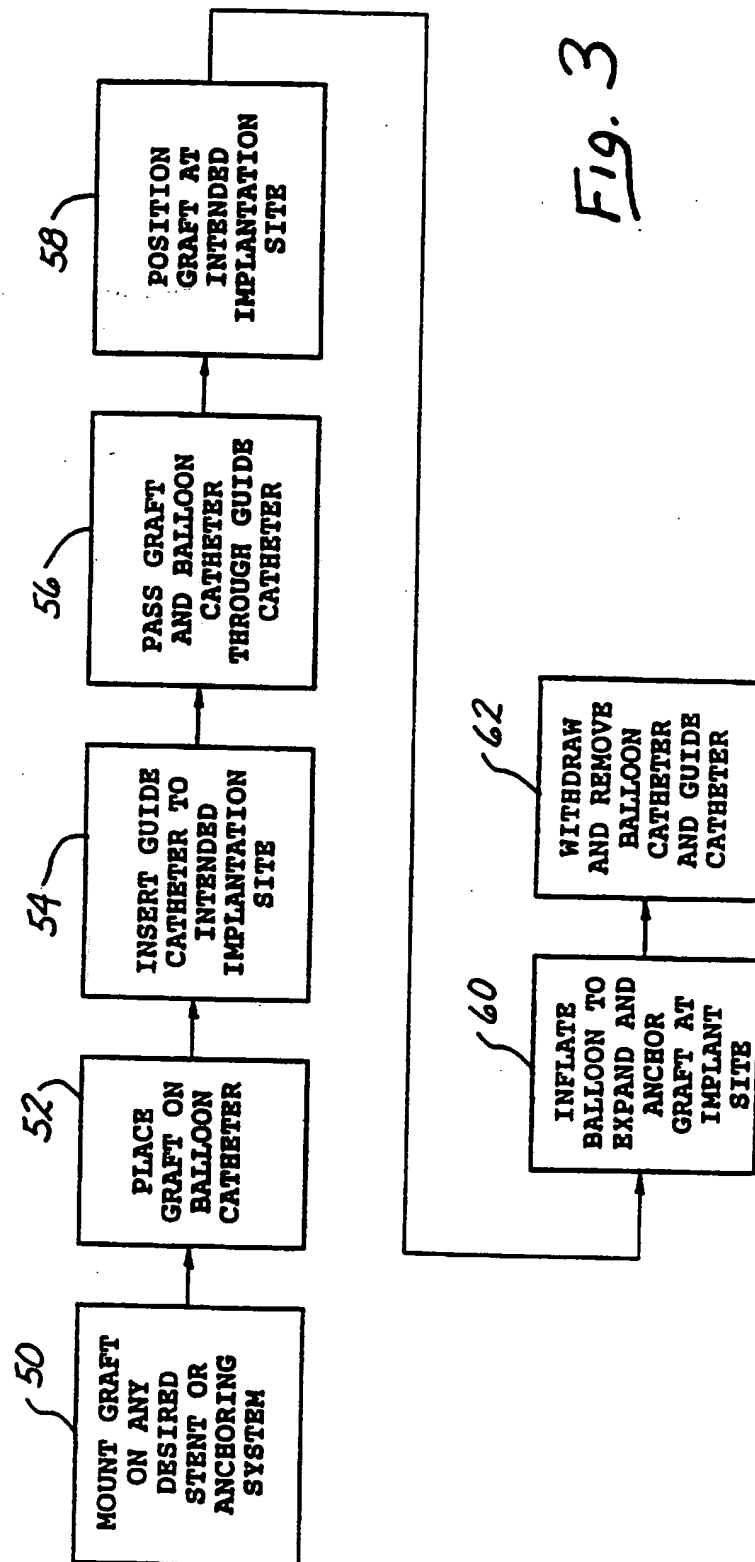 50
MOUNT GRAFT
ON ANY
DESIRED
STENT OR
ANCHORING
SYSTEM
52
PLACE
GRAFT ON
BALLOON
CATHETER
54
INSERT GUIDE
CATHETER TO
INTENDED
IMPLANTATION
SITE
56
PASS GRAFT
AND BALLOON
CATHETER
THROUGH GUIDE
CATHETER
58
POSITION
GRAFT AT
INTENDED
IMPLANTATION
SITE
60
INFLATE
BALLOON TO
EXPAND AND
ANCHOR
GRAFT AT
IMPLANT
SITE
62
WITHDRAW
AND REMOVE
BALLOON
CATHETER
AND GUIDE
CATHETER
Fig. 3